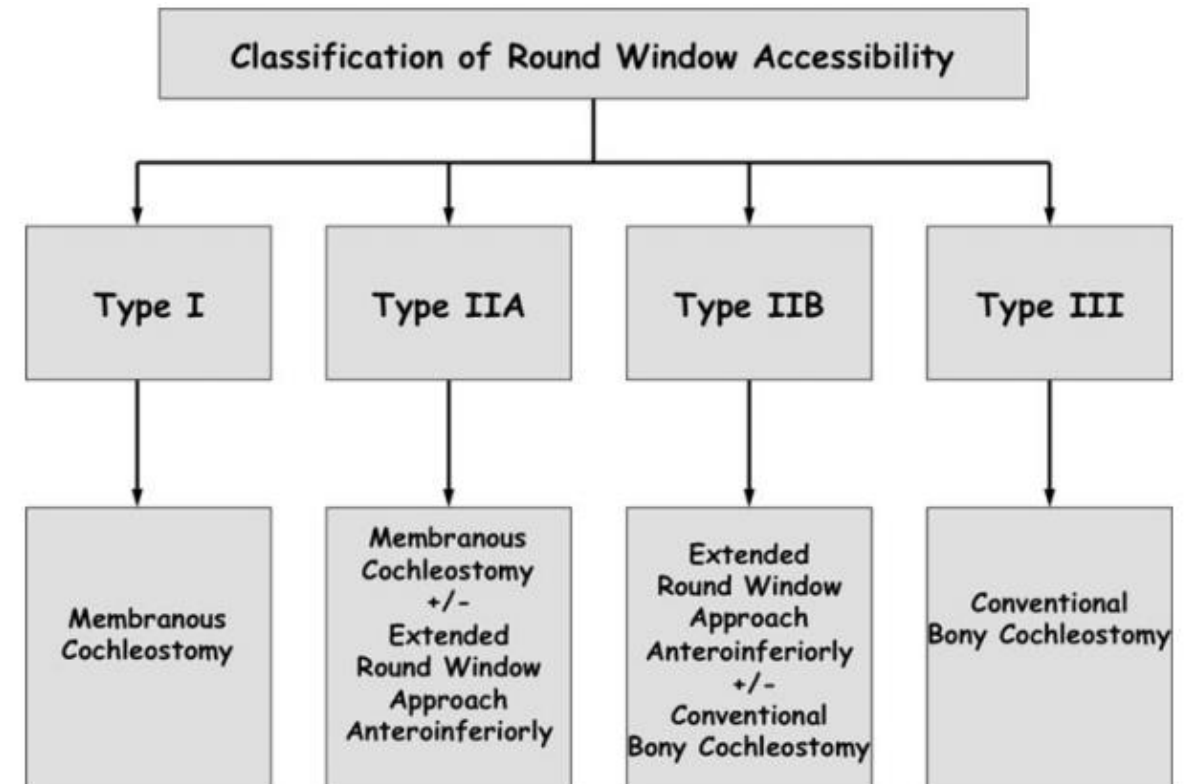 Classification of Round Window Accessibility
Type I
Type IIA
Type IIB
Type III
Membranous
Cochleostomy
Membranous
Cochleostomy
+/-
Extended
Round Window
Approach
Anteroinferiorly
Extended
Round Window
Approach
Anteroinferiorly
+/-
Conventional
Bony Cochleostomy
Conventional
Bony Cochleostomy